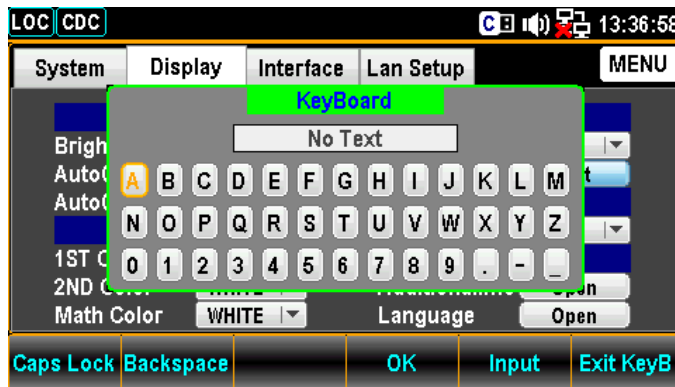 LOC CDC C 13:36:58
System Display Interface Lan Setup MENU
KeyBoard
No Text
Brigh
Auto
t
Auto
A B C D E F G H I J K L M
N O P Q R S T U V W X Y Z
0 1 2 3 4 5 6 7 8 9 . - _
1ST
2ND
Math Color WHITE Language Open
Caps Lock Backspace OK Input Exit KeyB